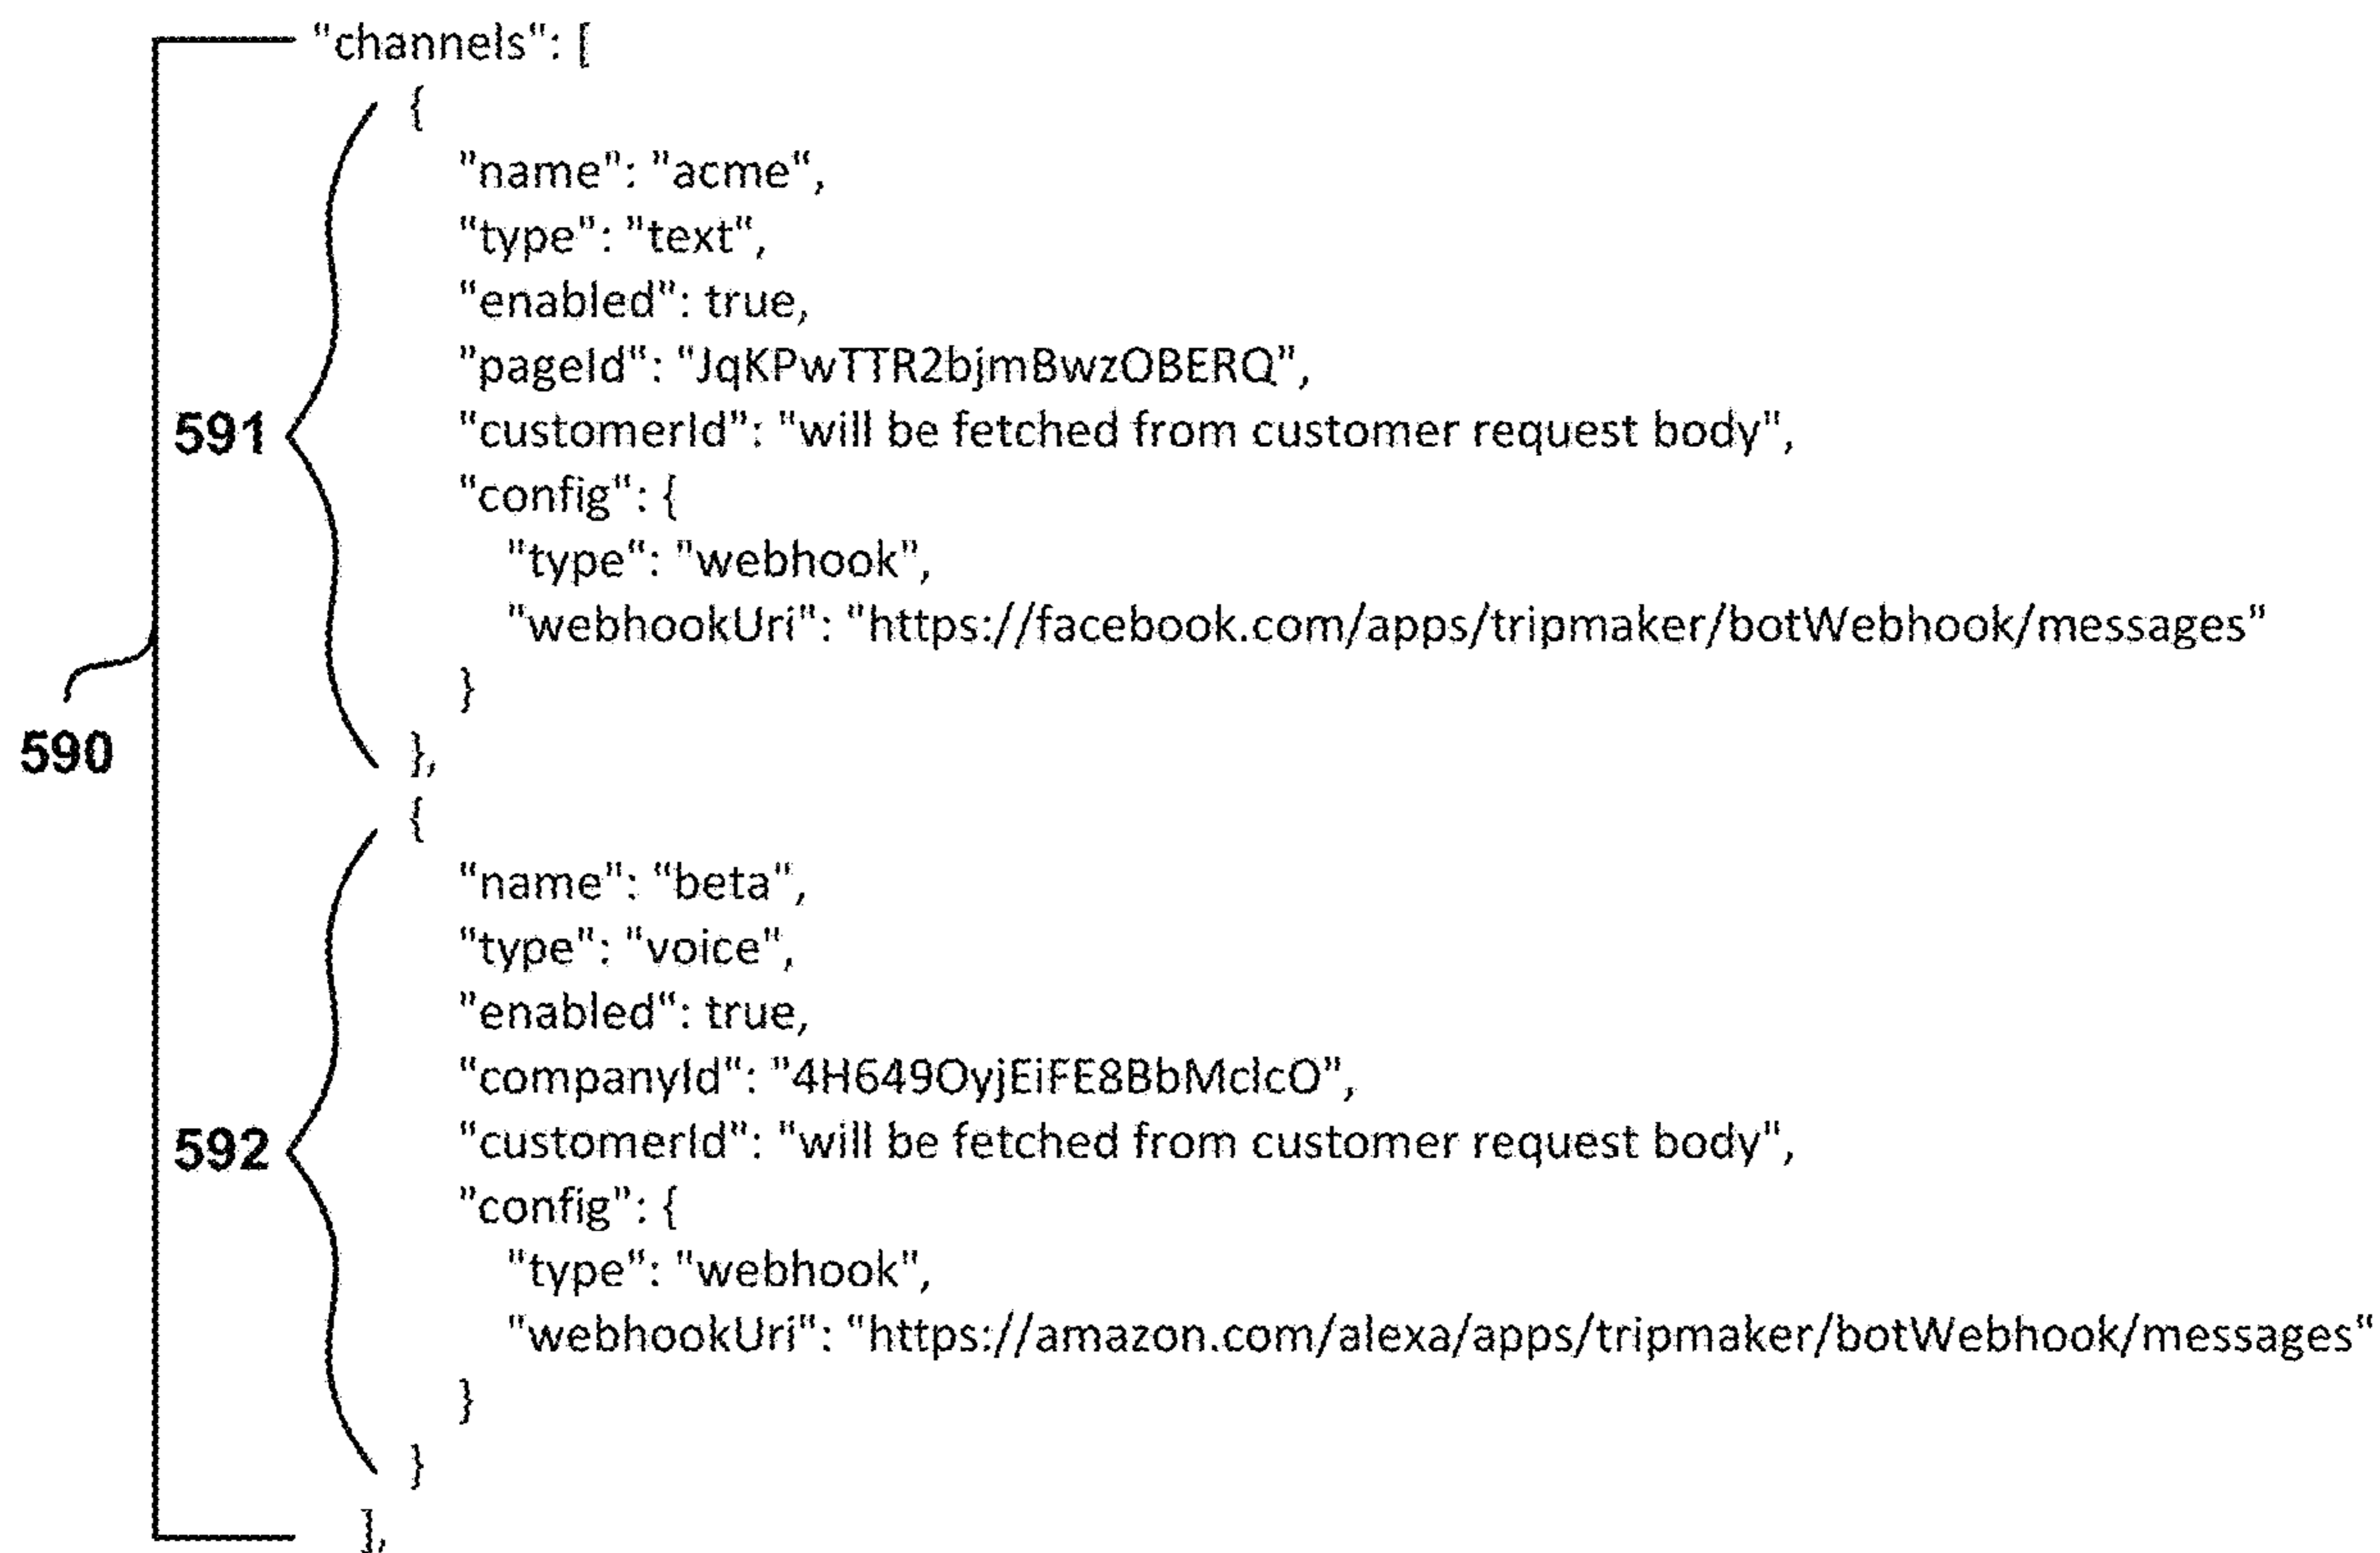 "channels": [
{
"name": "acme",
"type": "text",
"enabled": true,
"pageId": "JqKPwTTR2bjmBwzOBERQ",
591 "customerId": "will be fetched from customer request body",
"config": {
"type": "webhook",
"webhookUri": "https://facebook.com/apps/tripmaker/botWebhook/messages"
}
590 },
{
"name": "beta",
"type": "voice",
"enabled": true,
"companyId": "4H649OyjEiFE8BbMclcO",
592 "customerId": "will be fetched from customer request body",
"config": {
"type": "webhook",
"webhookUri": "https://amazon.com/alexa/apps/tripmaker/botWebhook/messages"
}
}
],